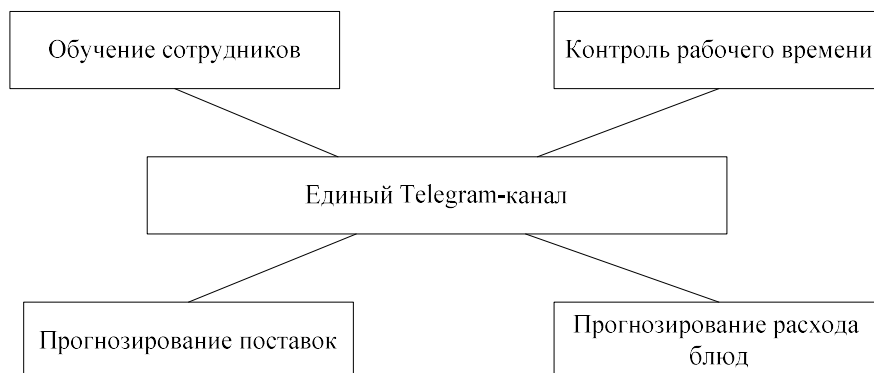 Обучение сотрудников
Контроль рабочего времени
Единый Telegram-канал
Прогнозирование поставок
Прогнозирование расхода
блюд